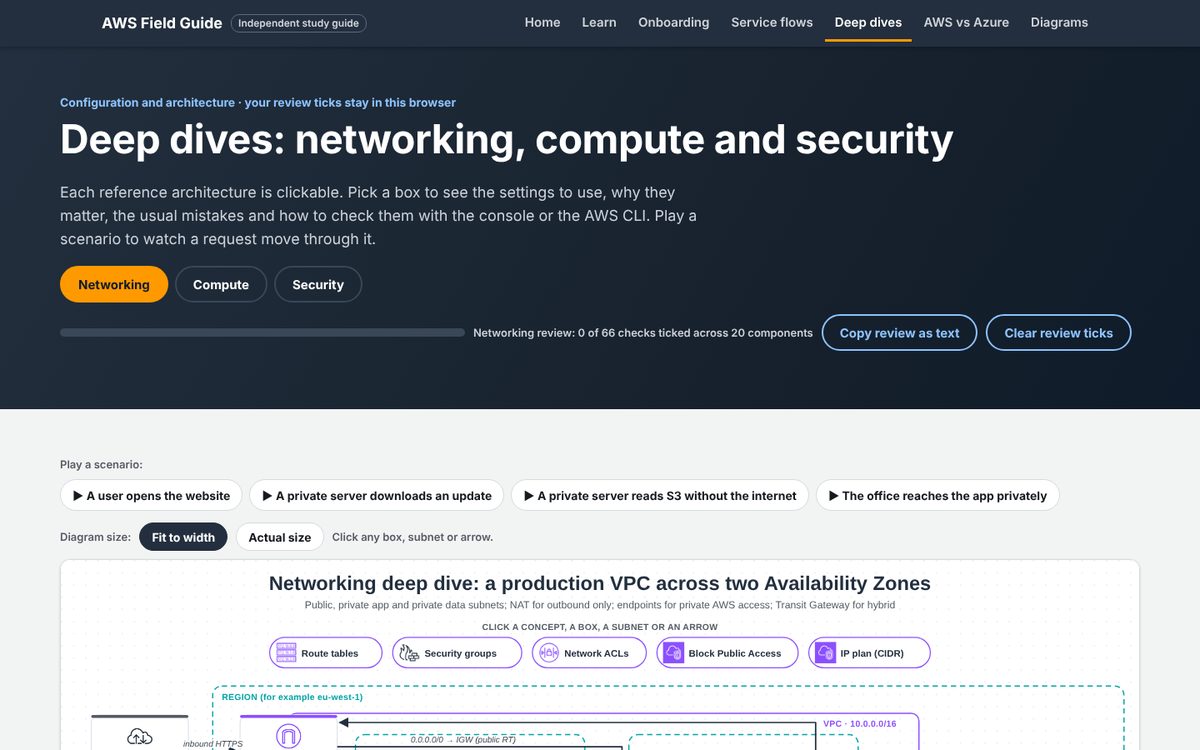 AWS Field Guide
Independent study guide
Home
Learn
Onboarding
Service flows
Deep dives
AWS vs Azure
Diagrams
Configuration and architecture · your review ticks stay in this browser
Deep dives: networking, compute and security
Each reference architecture is clickable. Pick a box to see the settings to use, why they
matter, the usual mistakes and how to check them with the console or the AWS CLI. Play a
scenario to watch a request move through it.
Networking
Compute
Security
Networking review: 0 of 66 checks ticked across 20 components
Copy review as text
Clear review ticks
Play a scenario:
▶ A user opens the website
▶ A private server downloads an update
▶ A private server reads S3 without the internet
▶ The office reaches the app privately
Diagram size:
Fit to width
Actual size
Click any box, subnet or arrow.
Networking deep dive: a production VPC across two Availability Zones
Public, private app and private data subnets; NAT for outbound only; endpoints for private AWS access; Transit Gateway for hybrid
CLICK A CONCEPT, A BOX, A SUBNET OR AN ARROW
Route tables
Security groups
Network ACLs
Block Public Access
IP plan (CIDR)
REGION (for example eu-west-1)
VPC · 10.0.0.0/16
inbound HTTPS
0.0.0.0/0 → IGW (public RT)